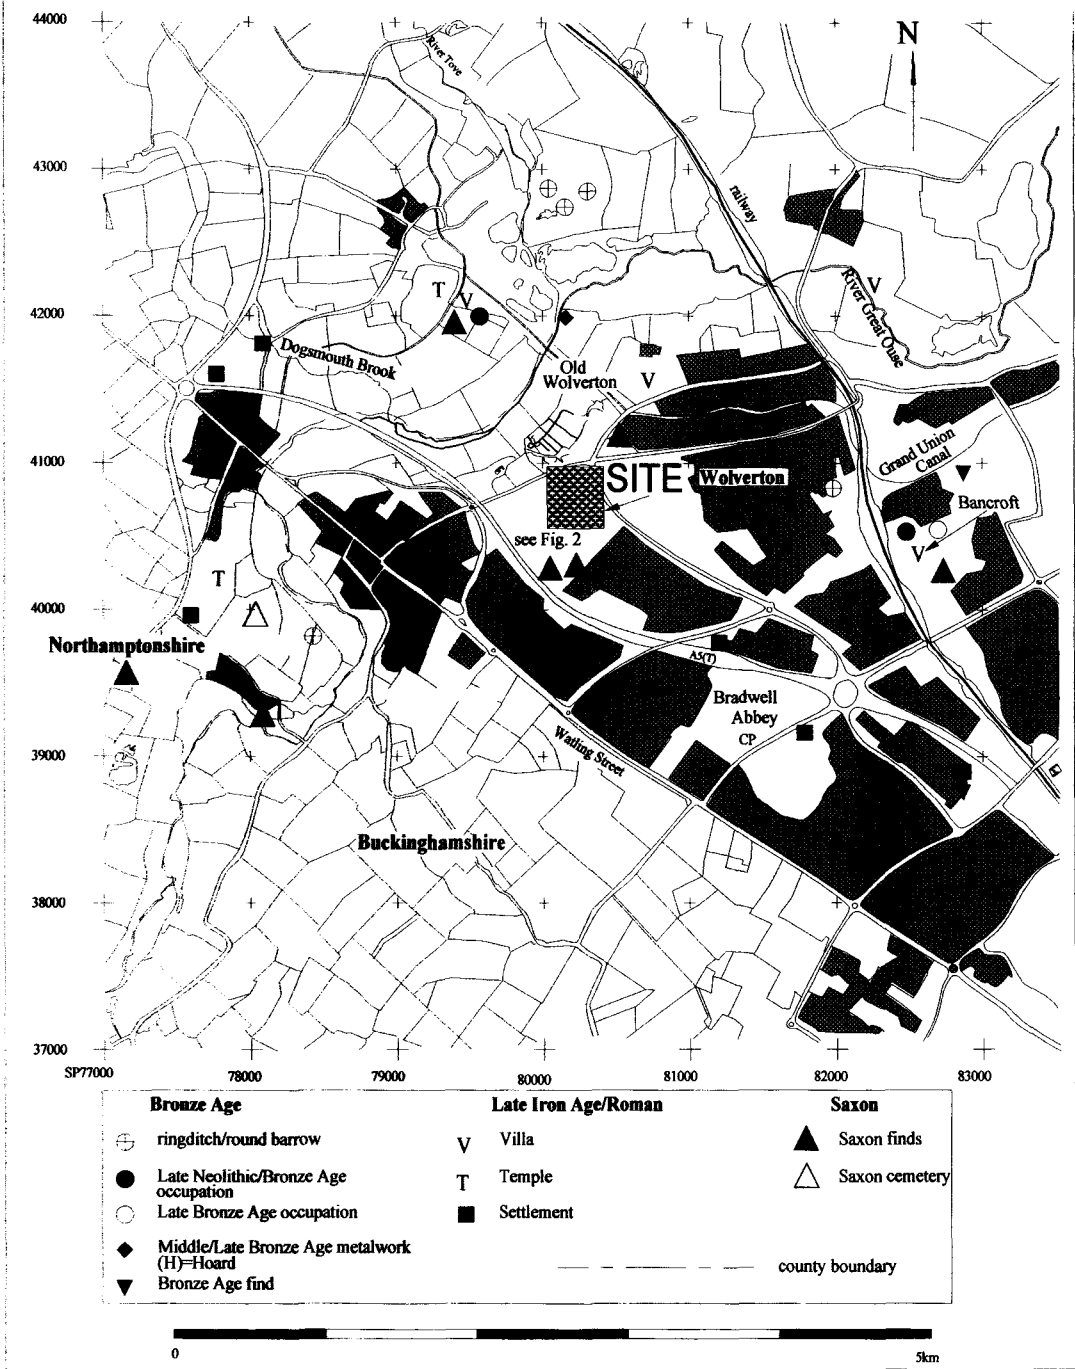 44000
N
River Tove
43000
railway
T
V
V
42000
River Great Ouse
Dogsmouth Brook
Old
Wolverton
V
41000
Grand Union
Canal
SITE
Wolverton
Bancroft
see Fig. 2
V
T
40000
Northamptonshire
A5(T)
Bradwell
Abbey
CP
39000
Watling Street
Buckinghamshire
38000
37000
SP77000
78000
79000
80000
81000
82000
83000
Bronze Age
ringditch/round barrow
Late Neolithic/Bronze Age
occupation
Late Bronze Age occupation
Middle/Late Bronze Age metalwork
(H)=Hoard
Bronze Age find
Late Iron Age/Roman
V Villa
T Temple
Settlement
Saxon
Saxon finds
Saxon cemetery
county boundary
0
5km